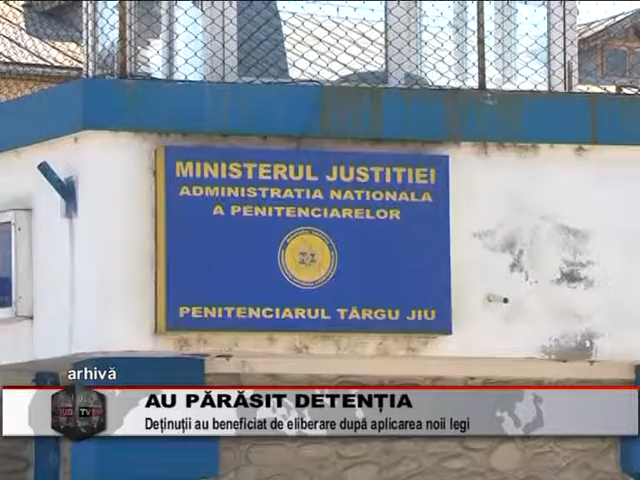 MINISTERUL JUSTITIEI
ADMINISTRATIA NATIONALA
A PENITENCIARELOR
PENITENCIARUL TÂRGU JIU
arhivă
TV
AU PĂRĂSIT DETENȚIA
Deținuții au beneficiat de eliberare după aplicarea noii legi